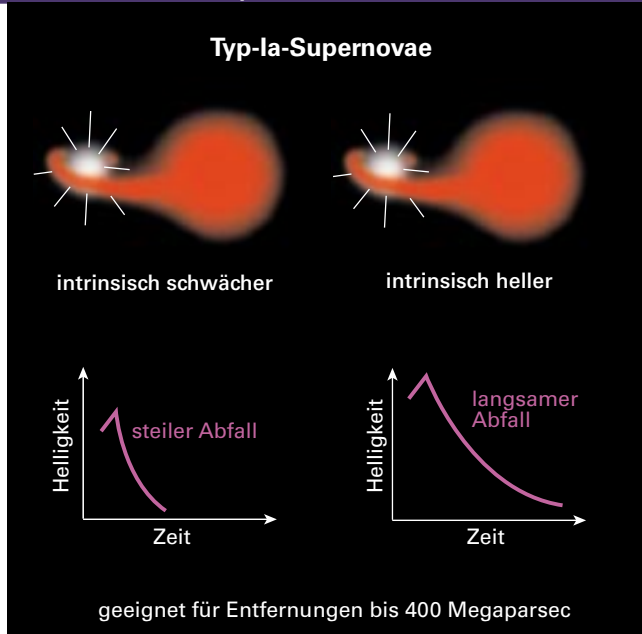 Typ-Ia-Supernovae
intrinsisch schwächer
intrinsisch heller
Helligkeit
steiler Abfall
Zeit
Helligkeit
langsamer
Abfall
Zeit
geeignet für Entfernungen bis 400 Megaparsec